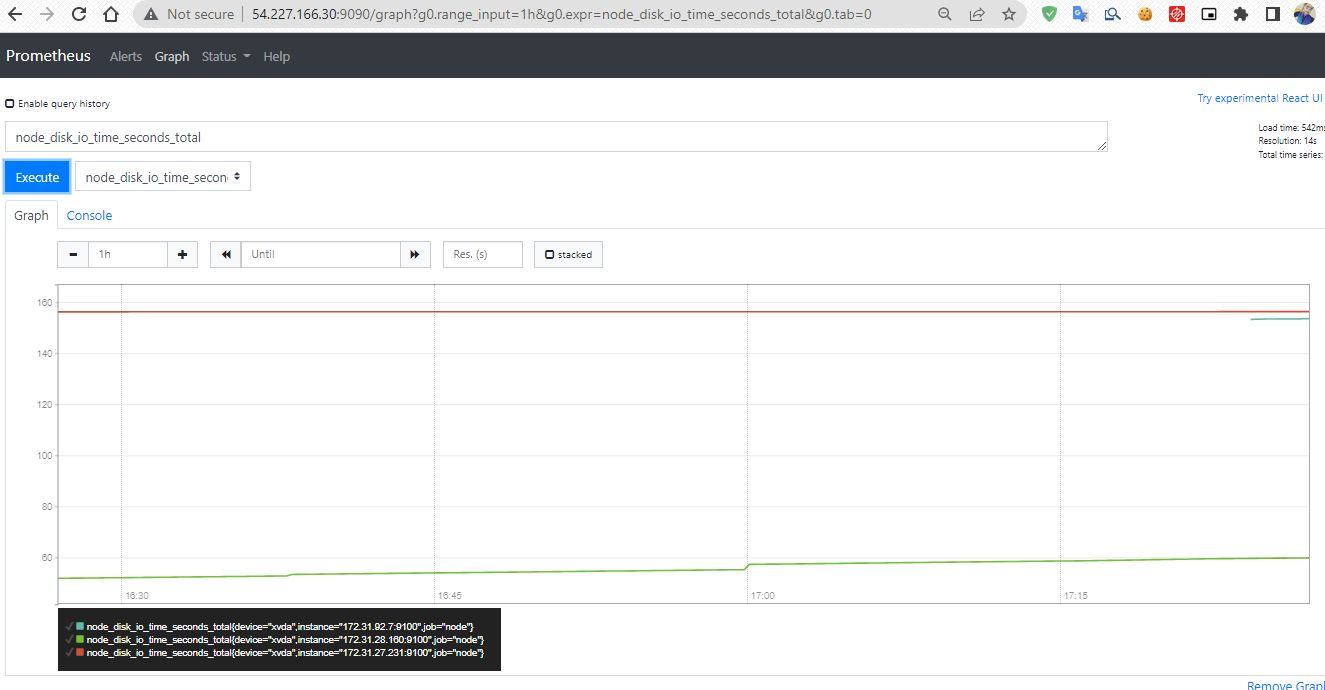 Not secure 54.227.166.30:9090/graph?g0.range_input=1h&g0.expr=node_disk_io_time_seconds_total&g0.tab=0
Prometheus Alerts Graph Status Help
Enable query history
Try experimental React UI
node_disk_io_time_seconds_total
Load time: 542ms
Resolution: 14s
Total time series:
Execute node_disk_io_time_secon
Graph Console
1h Until Res. (s) stacked
160
140
120
100
80
60
16:30 16:45 17:00 17:15
node_disk_io_time_seconds_total{device="xvda",instance="172.31.92.7:9100",job="node"}
node_disk_io_time_seconds_total{device="xvda",instance="172.31.28.160:9100",job="node"}
node_disk_io_time_seconds_total{device="xvda",instance="172.31.27.231:9100",job="node"}
Remove Graph